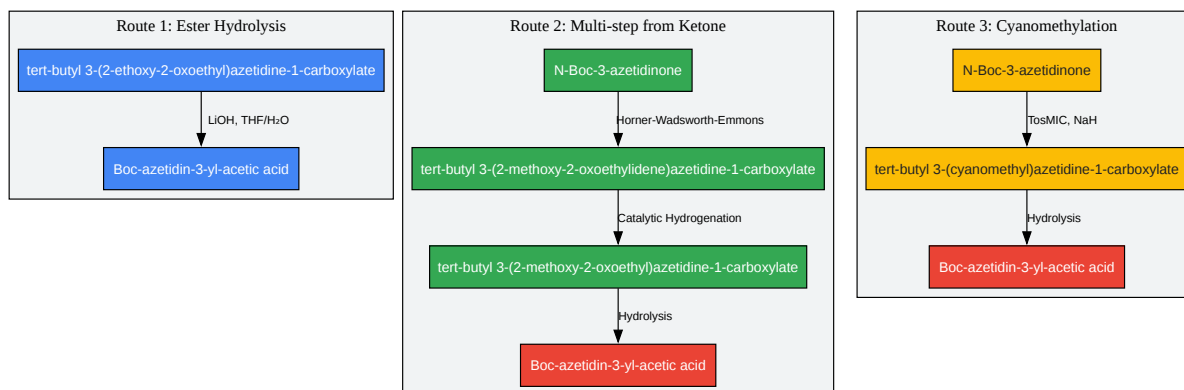 Route 1: Ester Hydrolysis
tert-butyl 3-(2-ethoxy-2-oxoethyl)azetidine-1-carboxylate
LiOH, THF/H₂O
Boc-azetidin-3-yl-acetic acid
Route 2: Multi-step from Ketone
N-Boc-3-azetidinone
Horner-Wadsworth-Emmons
tert-butyl 3-(2-methoxy-2-oxoethylidene)azetidine-1-carboxylate
Catalytic Hydrogenation
tert-butyl 3-(2-methoxy-2-oxoethyl)azetidine-1-carboxylate
Hydrolysis
Boc-azetidin-3-yl-acetic acid
Route 3: Cyanomethylation
N-Boc-3-azetidinone
TosMIC, NaH
tert-butyl 3-(cyanomethyl)azetidine-1-carboxylate
Hydrolysis
Boc-azetidin-3-yl-acetic acid